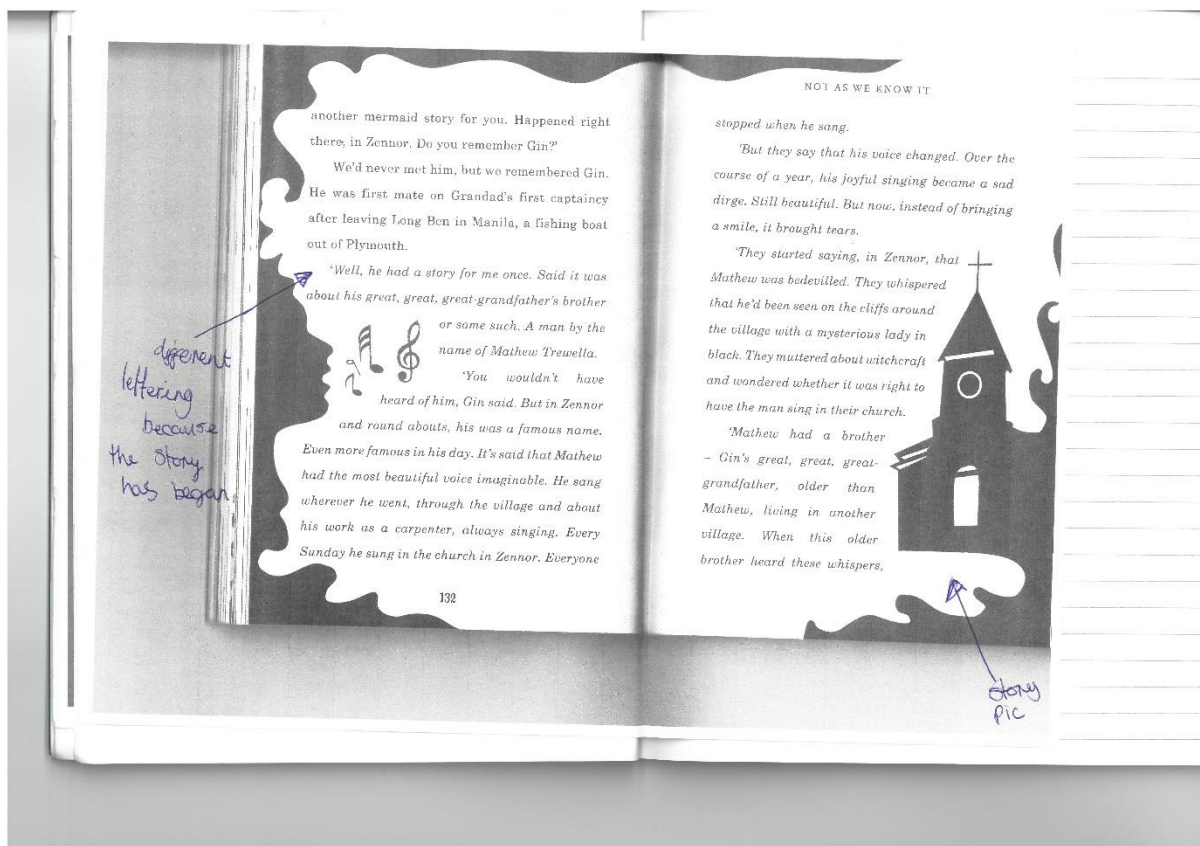 another mermaid story for you. Happened right
there, in Zennor. Do you remember Gin?'
We'd never met him, but we remembered Gin.
He was first mate on Grandad's first captaincy
after leaving Long Ben in Manila, a fishing boat
out of Plymouth.
'Well, he had a story for me once. Said it was
about his great, great, great-grandfather's brother
or some such. A man by the
name of Mathew Trewella.
'You wouldn't have
heard of him, Gin said. But in Zennor
and round abouts, his was a famous name.
Even more famous in his day. It's said that Mathew
had the most beautiful voice imaginable. He sang
wherever he went, through the village and about
his work as a carpenter, always singing. Every
Sunday he sung in the church in Zennor. Everyone
132
different
lettering
because
the story
has began
NOT AS WE KNOW IT
stopped when he sang.
'But they say that his voice changed. Over the
course of a year, his joyful singing became a sad
dirge. Still beautiful. But now, instead of bringing
a smile, it brought tears.
'They started saying, in Zennor, that
Mathew was bedevilled. They whispered
that he'd been seen on the cliffs around
the village with a mysterious lady in
black. They muttered about witchcraft
and wondered whether it was right to
have the man sing in their church.
'Mathew had a brother
– Gin's great, great, great-
grandfather, older than
Mathew, living in another
village. When this older
brother heard these whispers,
story
pic